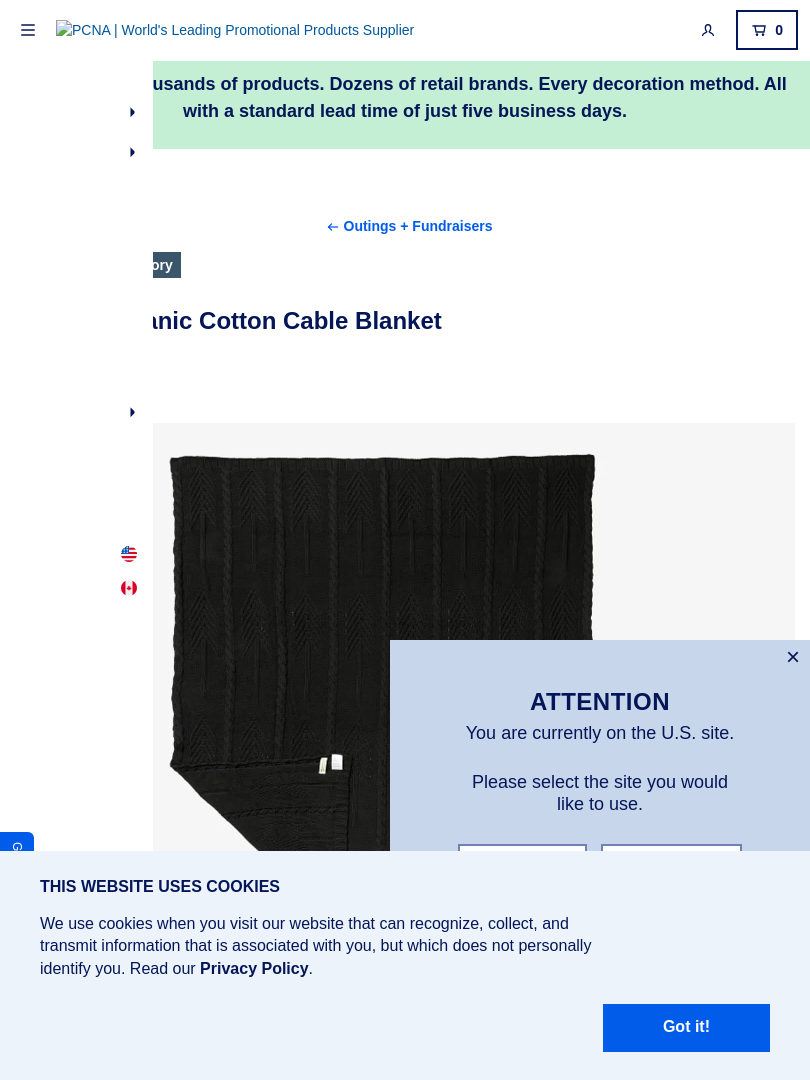 PCNA | World's Leading Promotional Products Supplier
0
of products. Dozens of retail brands. Every decoration method. All
with a standard lead time of just five business days.
← Outings + Fundraisers
Cotton Cable Blanket
ATTENTION
You are currently on the U.S. site.
Please select the site you would
like to use.
THIS WEBSITE USES COOKIES
We use cookies when you visit our website that can recognize, collect, and
transmit information that is associated with you, but which does not personally
identify you. Read our Privacy Policy.
Got it!